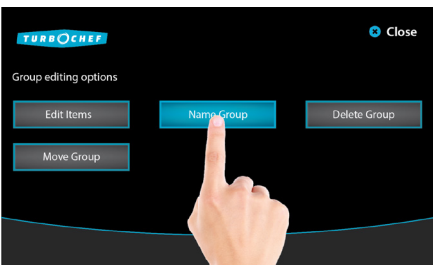 TURBOCHEF
Close
Group editing options
Edit Items
Name Group
Delete Group
Move Group